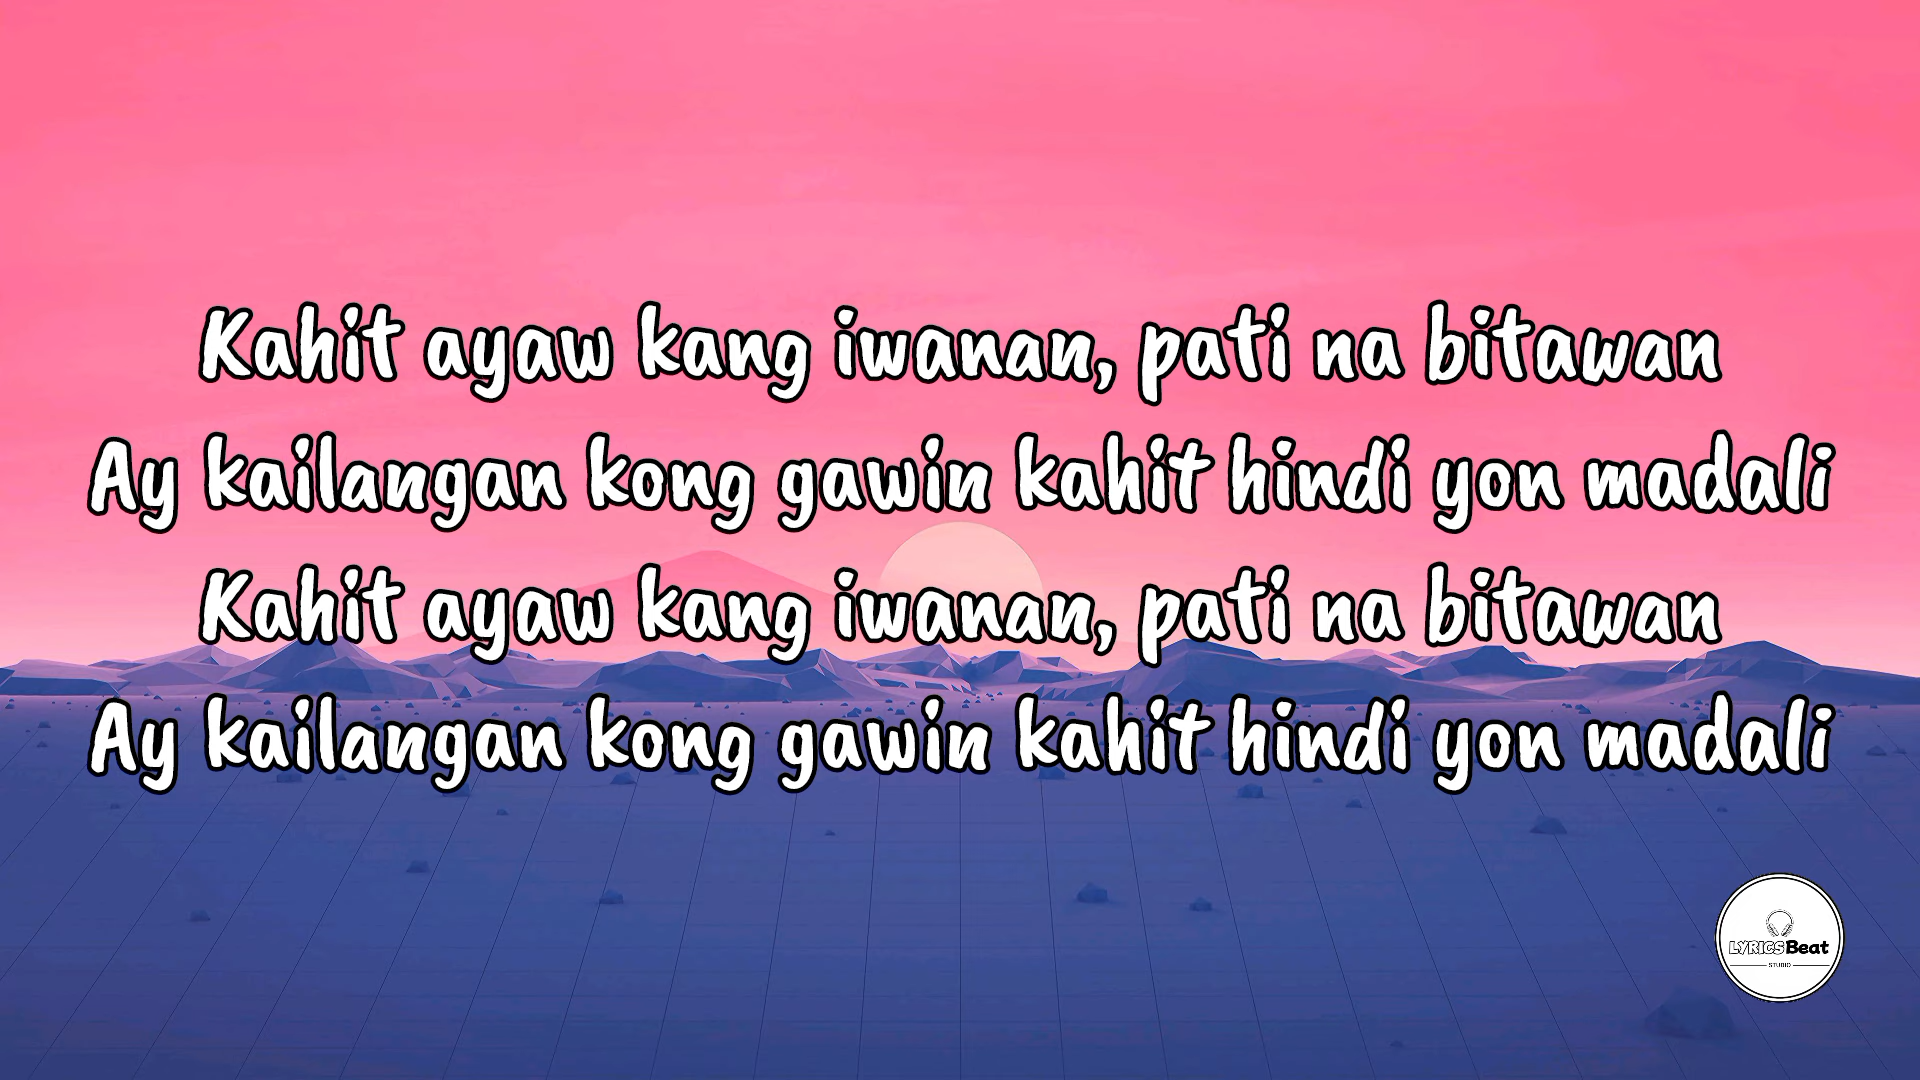 Kahit ayaw kang iwanan, pati na bitawan
Ay kailangan kong gawin kahit hindi yon madali
Kahit ayaw kang iwanan, pati na bitawan
Ay kailangan kong gawin kahit hindi yon madali
LYRICSBeat
STUDIO